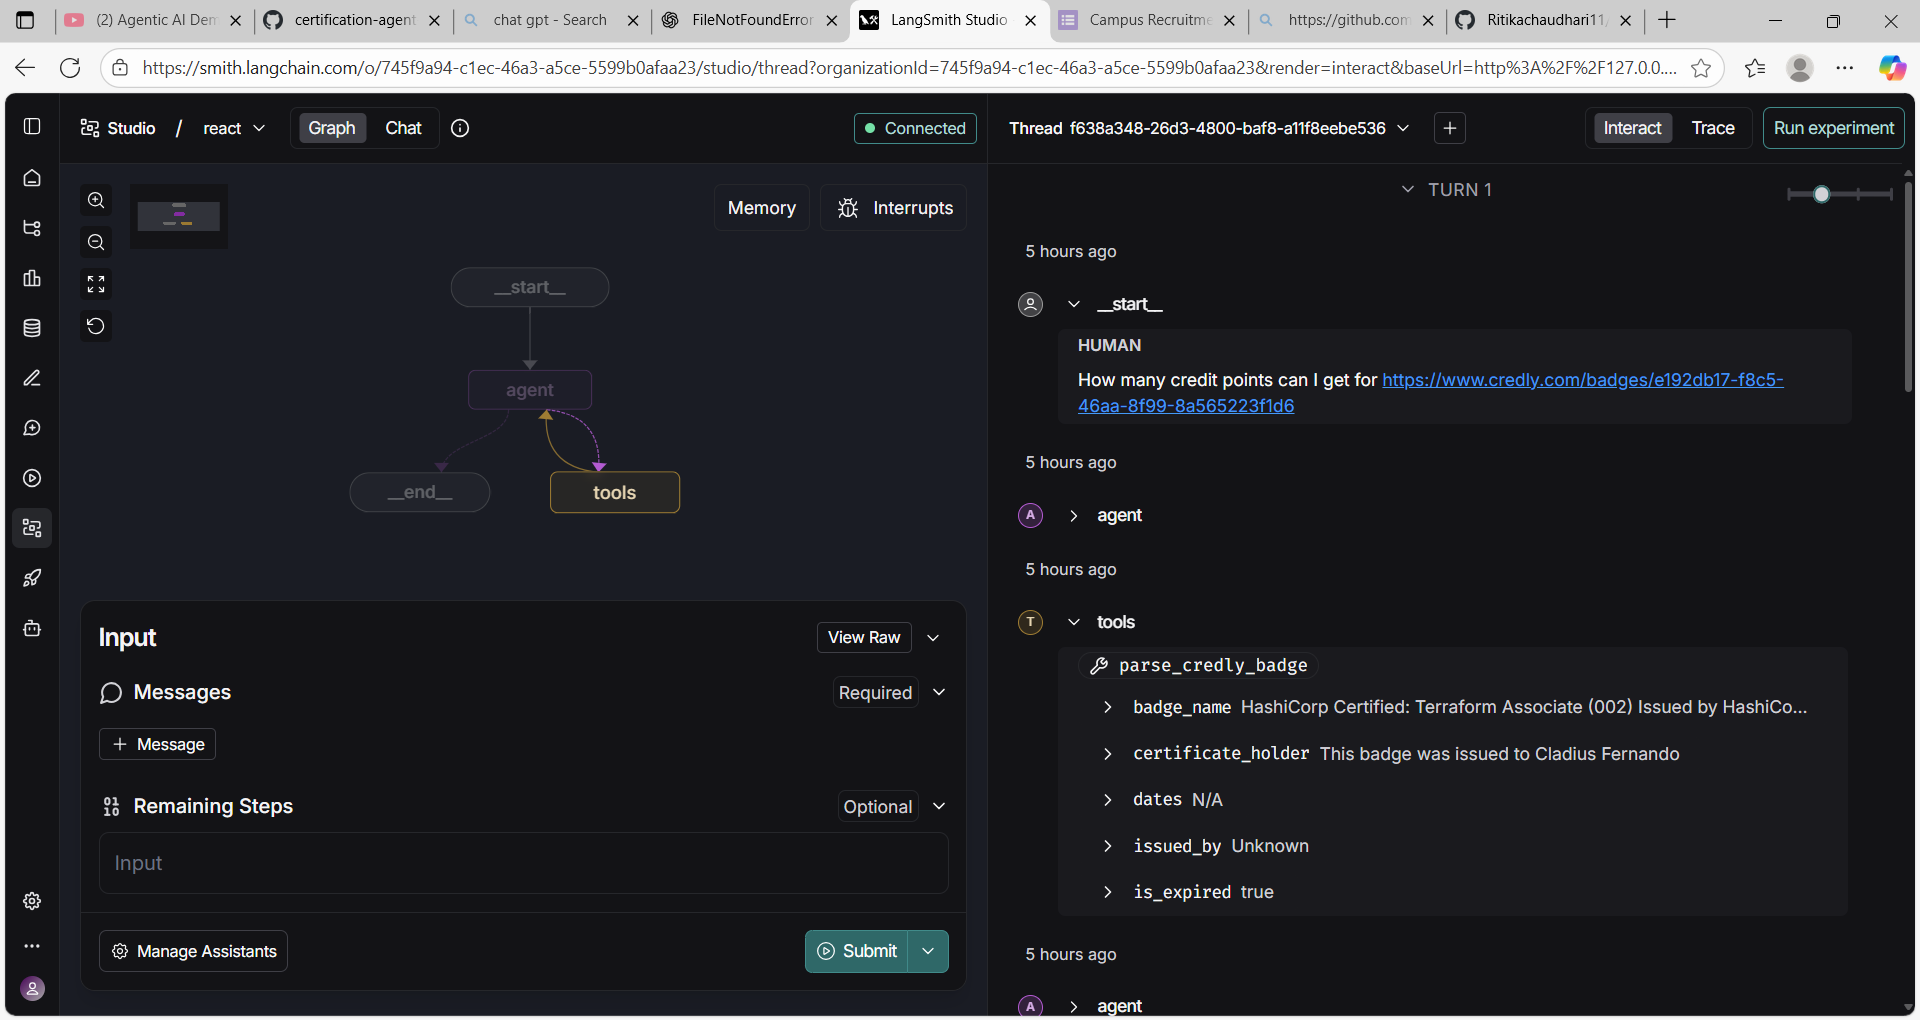 (2) Agentic AI Dem
certification-agent
chat gpt - Search
FileNotFoundError
LangSmith Studio
Campus Recruitme
https://github.com
Ritikachaudhari11/
https://smith.langchain.com/o/745f9a94-c1ec-46a3-a5ce-5599b0afaa23/studio/thread?organizationId=745f9a94-c1ec-46a3-a5ce-5599b0afaa23&render=interact&baseUrl=http%3A%2F%2F127.0.0....
Studio / react
Graph
Chat
Connected
Memory
Interrupts
__start__
agent
__end__
tools
Input
View Raw
Messages
Required
+ Message
Remaining Steps
Optional
Input
Manage Assistants
Submit
Thread f638a348-26d3-4800-baf8-a11f8eebe536
Interact
Trace
Run experiment
TURN 1
5 hours ago
__start__
HUMAN
How many credit points can I get for https://www.credly.com/badges/e192db17-f8c5-
46aa-8f99-8a565223f1d6
5 hours ago
A
agent
5 hours ago
T
tools
parse_credly_badge
badge_name HashiCorp Certified: Terraform Associate (002) Issued by HashiCo...
certificate_holder This badge was issued to Cladius Fernando
dates N/A
issued_by Unknown
is_expired true
5 hours ago
A
agent